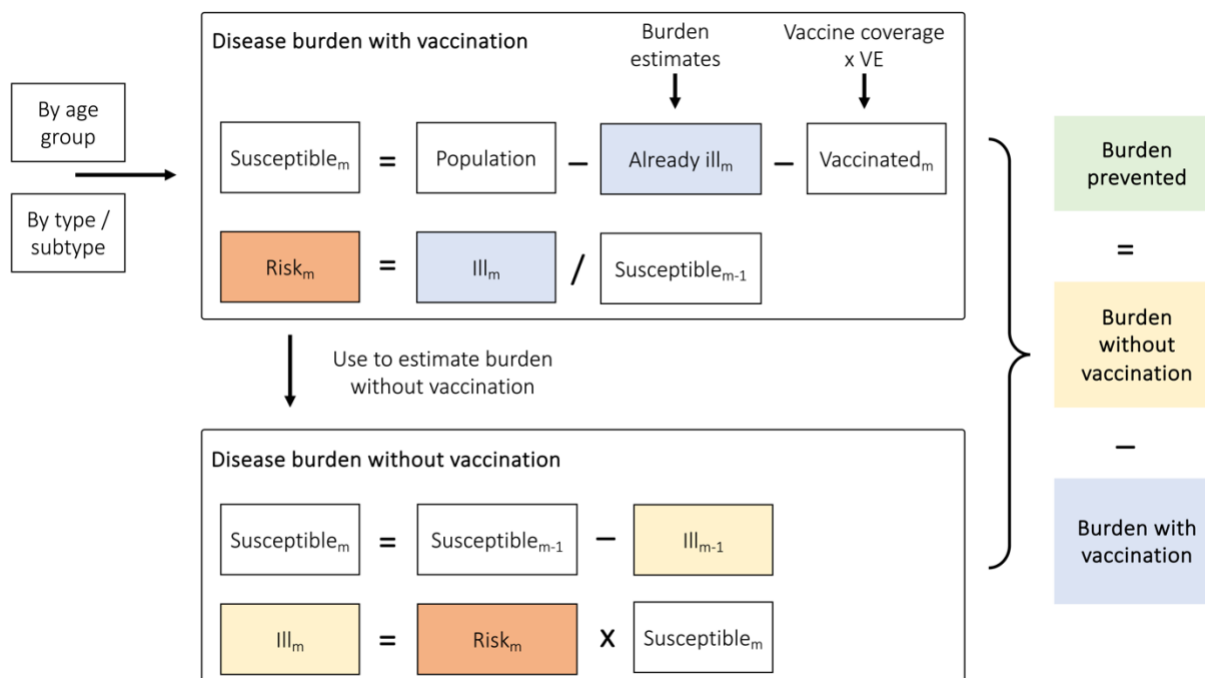 Disease burden with vaccination
Burden
estimates
Vaccine coverage
x VE
By age
group
By type /
subtype
Susceptibleₘ = Population − Already illₘ − Vaccinatedₘ
Riskₘ = Illₘ / Susceptibleₘ₋₁
Use to estimate burden
without vaccination
Disease burden without vaccination
Susceptibleₘ = Susceptibleₘ₋₁ − Illₘ₋₁
Illₘ = Riskₘ x Susceptibleₘ
Burden
prevented
=
Burden
without
vaccination
−
Burden with
vaccination